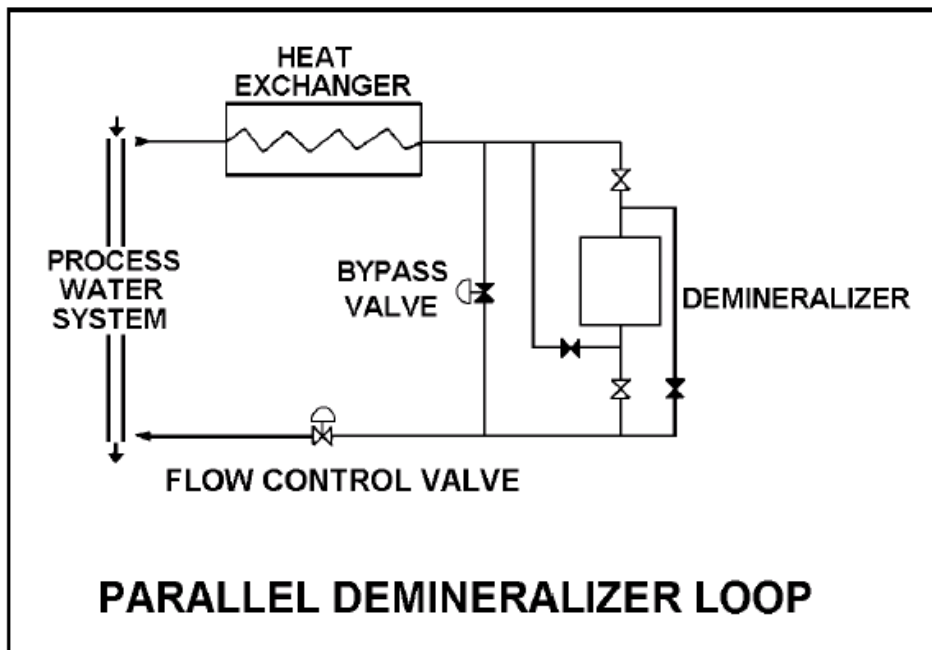 HEAT
EXCHANGER
PROCESS
WATER
SYSTEM
BYPASS
VALVE
DEMINERALIZER
FLOW CONTROL VALVE
PARALLEL DEMINERALIZER LOOP